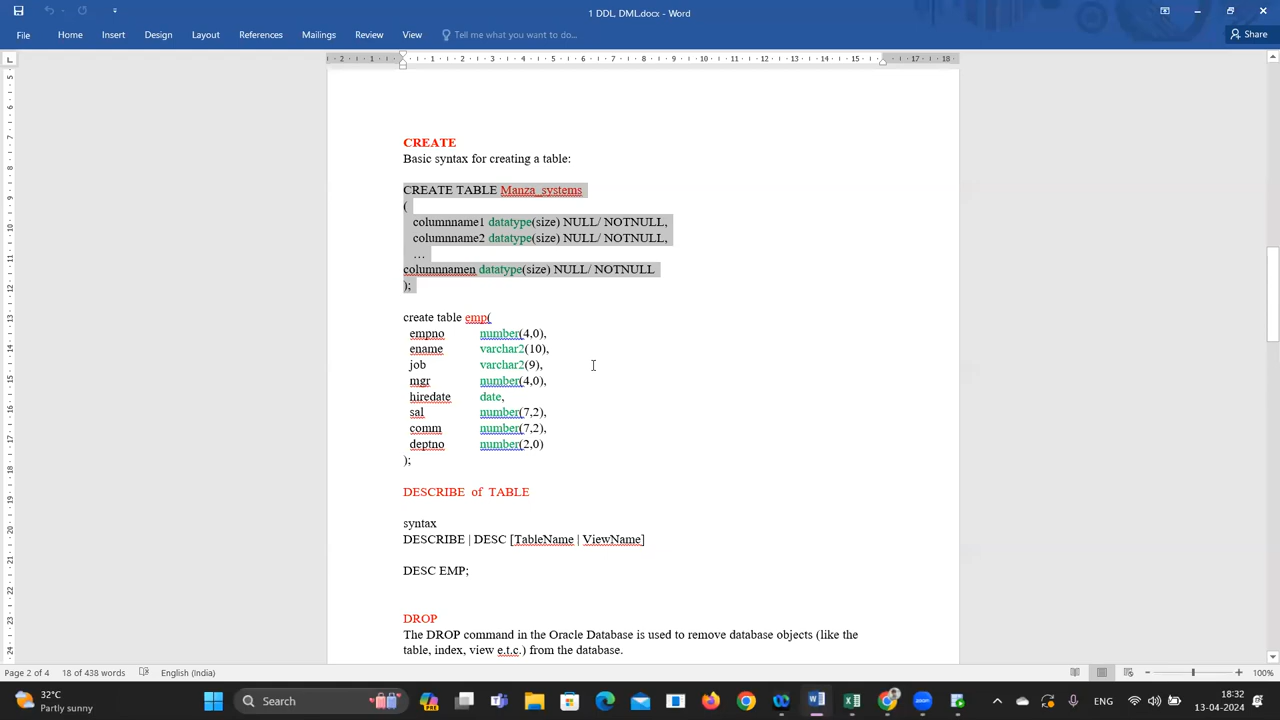 1 DDL, DML.docx - Word
File Home Insert Design Layout References Mailings Review View Tell me what you want to do... Share
CREATE
Basic syntax for creating a table:
CREATE TABLE Manza_systems
(
columnname1 datatype(size) NULL/ NOTNULL,
columnname2 datatype(size) NULL/ NOTNULL,
…
columnnamen datatype(size) NULL/ NOTNULL
);
create table emp(
empno number(4,0),
ename varchar2(10),
job varchar2(9),
mgr number(4,0),
hiredate date,
sal number(7,2),
comm number(7,2),
deptno number(2,0)
);
DESCRIBE of TABLE
syntax
DESCRIBE | DESC [TableName | ViewName]
DESC EMP;
DROP
The DROP command in the Oracle Database is used to remove database objects (like the
table, index, view e.t.c.) from the database.
Page 2 of 4 18 of 438 words English (India) 100%
32°C
Partly sunny
Search
ENG
18:32
13-04-2024